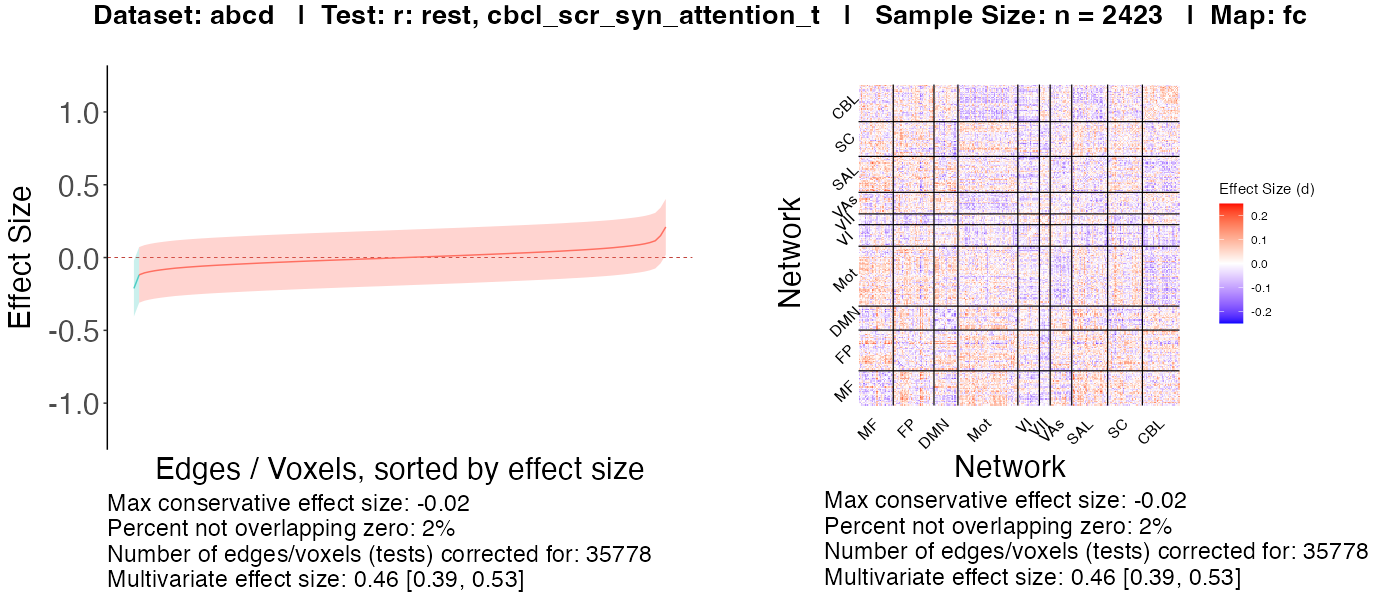 Dataset: abcd | Test: r: rest, cbcl_scr_syn_attention_t | Sample Size: n = 2423 | Map: fc
Effect Size
1.0
0.5
0.0
-0.5
-1.0
Edges / Voxels, sorted by effect size
Max conservative effect size: -0.02
Percent not overlapping zero: 2%
Number of edges/voxels (tests) corrected for: 35778
Multivariate effect size: 0.46 [0.39, 0.53]
Network
CBL
SC
SAL
VAs
VII
VI
Mot
DMN
FP
MF
MF
FP
DMN
Mot
VI
VII
VAs
SAL
SC
CBL
Network
Effect Size (d)
0.2
0.1
0.0
-0.1
-0.2
Max conservative effect size: -0.02
Percent not overlapping zero: 2%
Number of edges/voxels (tests) corrected for: 35778
Multivariate effect size: 0.46 [0.39, 0.53]